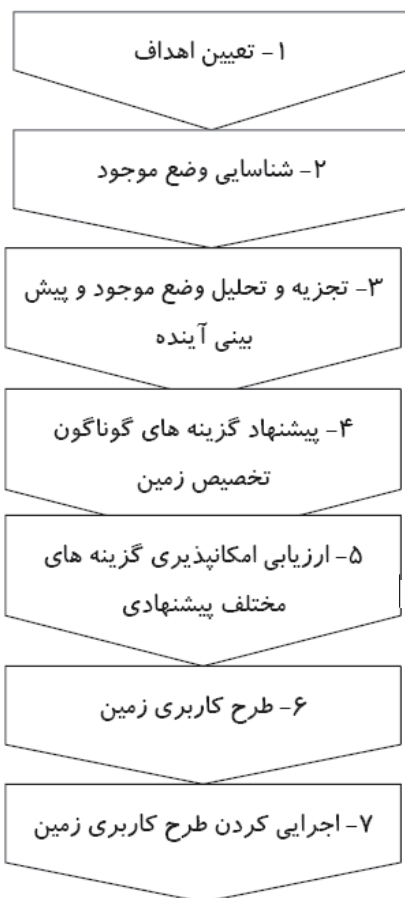 ۱- تعیین اهداف
۲- شناسایی وضع موجود
۳- تجزیه و تحلیل وضع موجود و پیش
بینی آینده
۴- پیشنهاد گزینه های گوناگون
تخصیص زمین
۵- ارزیابی امکانپذیری گزینه های
مختلف پیشنهادی
۶- طرح کاربری زمین
۷- اجرایی کردن طرح کاربری زمین